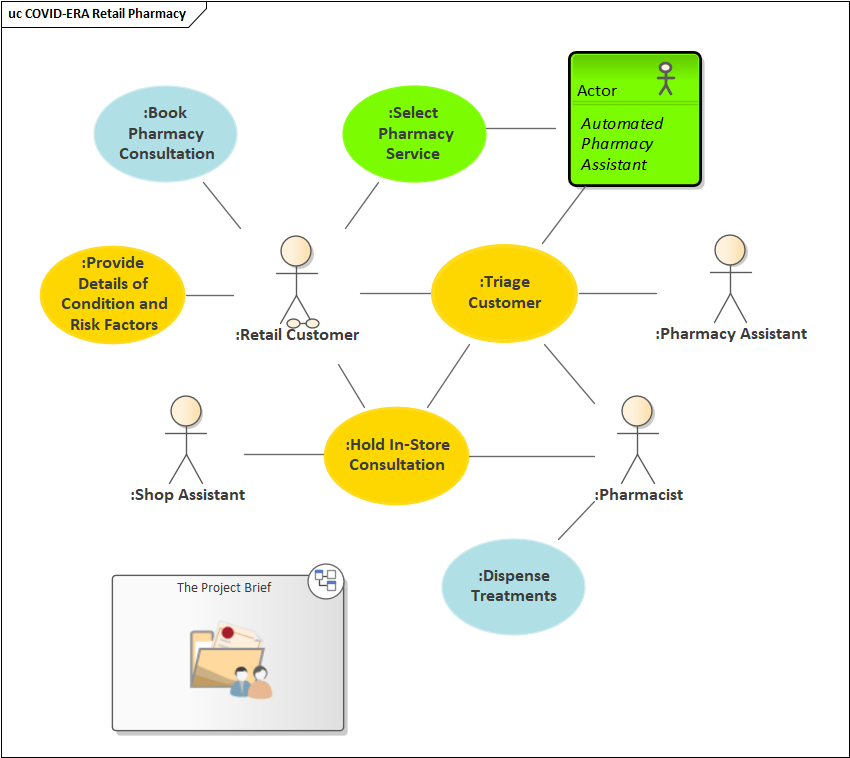 uc COVID-ERA Retail Pharmacy
:Book
Pharmacy
Consultation
:Select
Pharmacy
Service
Actor
Automated
Pharmacy
Assistant
:Provide
Details of
Condition and
Risk Factors
:Retail Customer
:Triage
Customer
:Pharmacy Assistant
:Shop Assistant
:Hold In-Store
Consultation
:Pharmacist
:Dispense
Treatments
The Project Brief